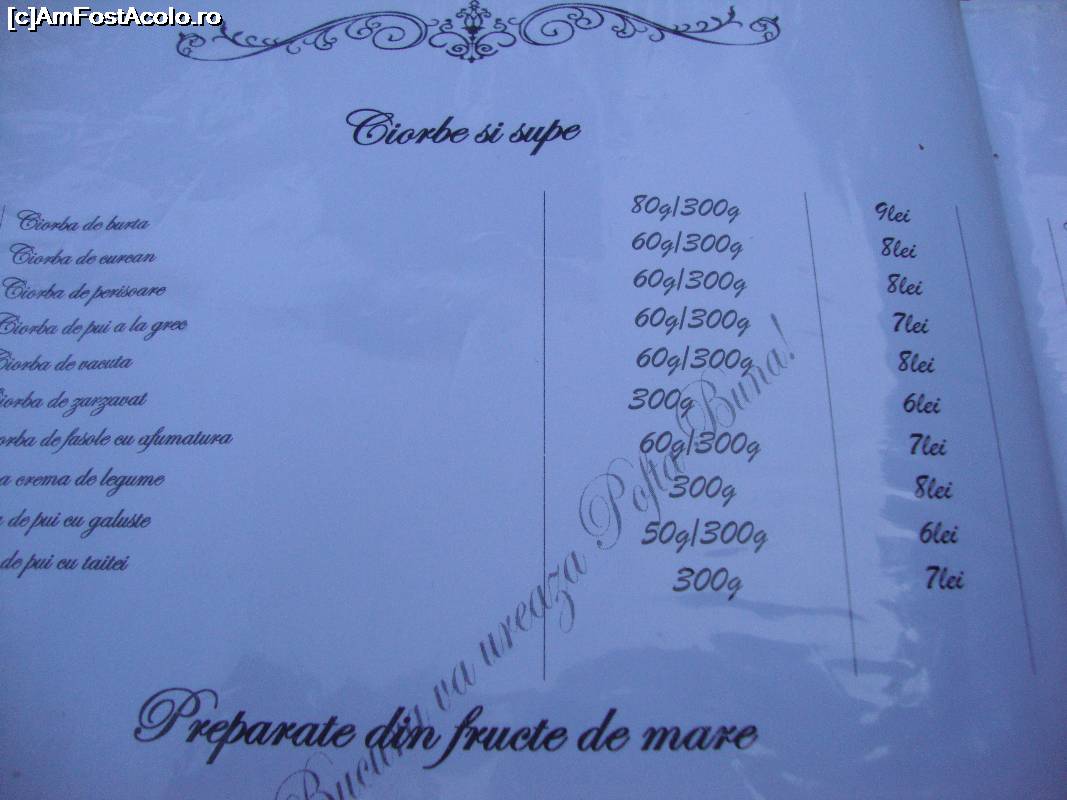 [c]AmFostAcolo.ro
Ciorbe si supe
Ciorba de burta 80g/300g 9lei
Ciorba de curcan 60g/300g 8lei
Ciorba de perisoare 60g/300g 8lei
Ciorba de pui a la grec 60g/300g 7lei
Ciorba de vacuta 60g/300g 8lei
Ciorba de zarzavat 300g 6lei
orba de fasole cu afumatura 60g/300g 7lei
a crema de legume 300g 8lei
de pui cu galuste 50g/300g 6lei
de pui cu taitei 300g 7lei
va ureaza Pofta Buna!
Preparate din fructe de mare